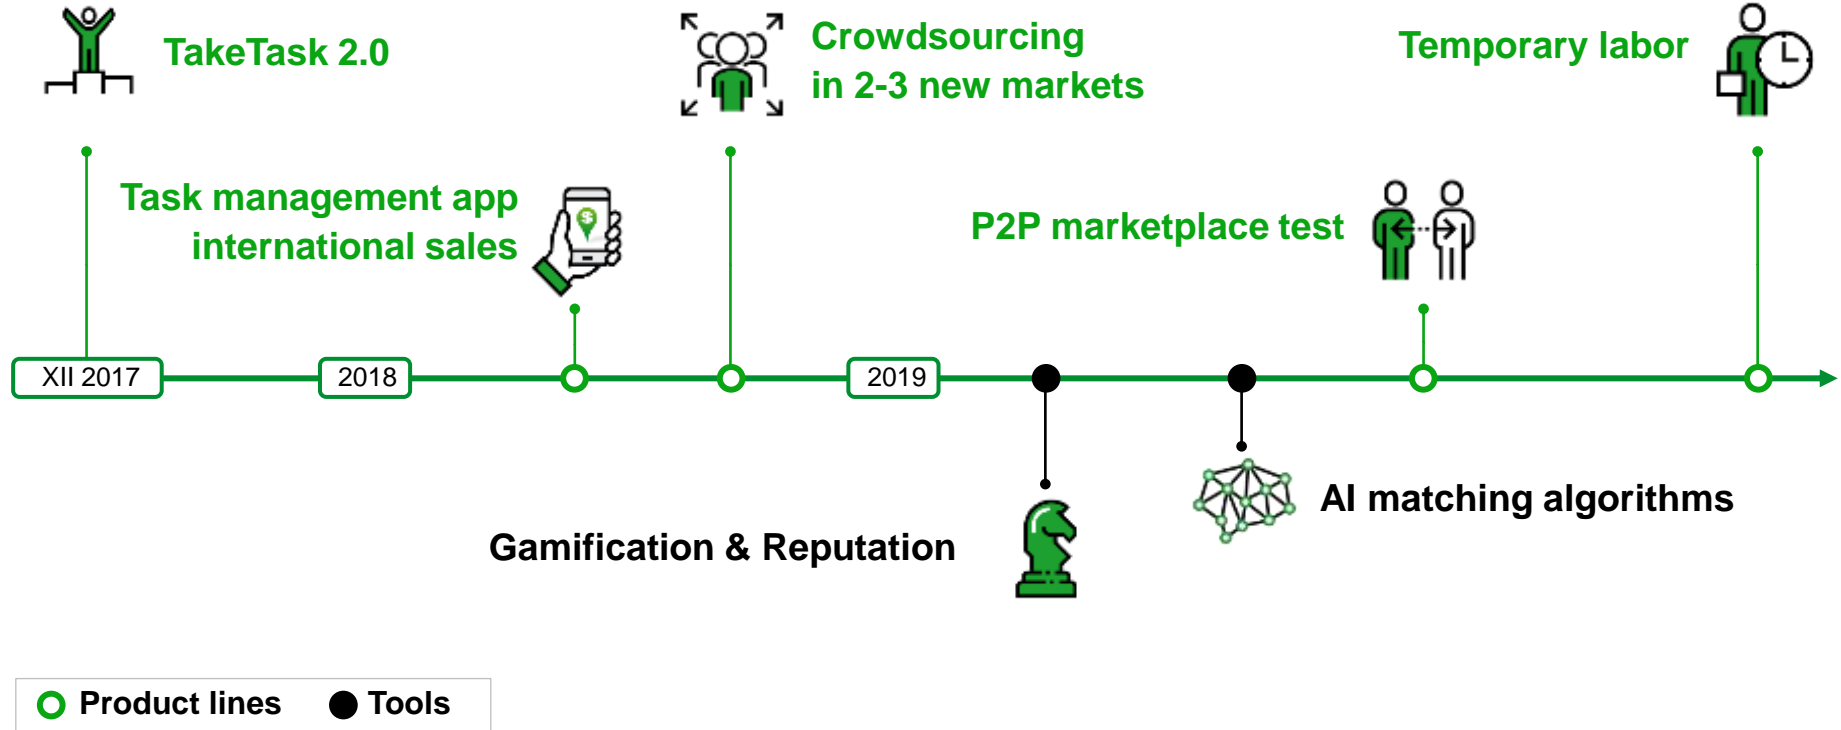 TakeTask 2.0
Crowdsourcing
in 2-3 new markets
Temporary labor
Task management app
international sales
P2P marketplace test
XII 2017
2018
2019
Gamification & Reputation
AI matching algorithms
Product lines
Tools